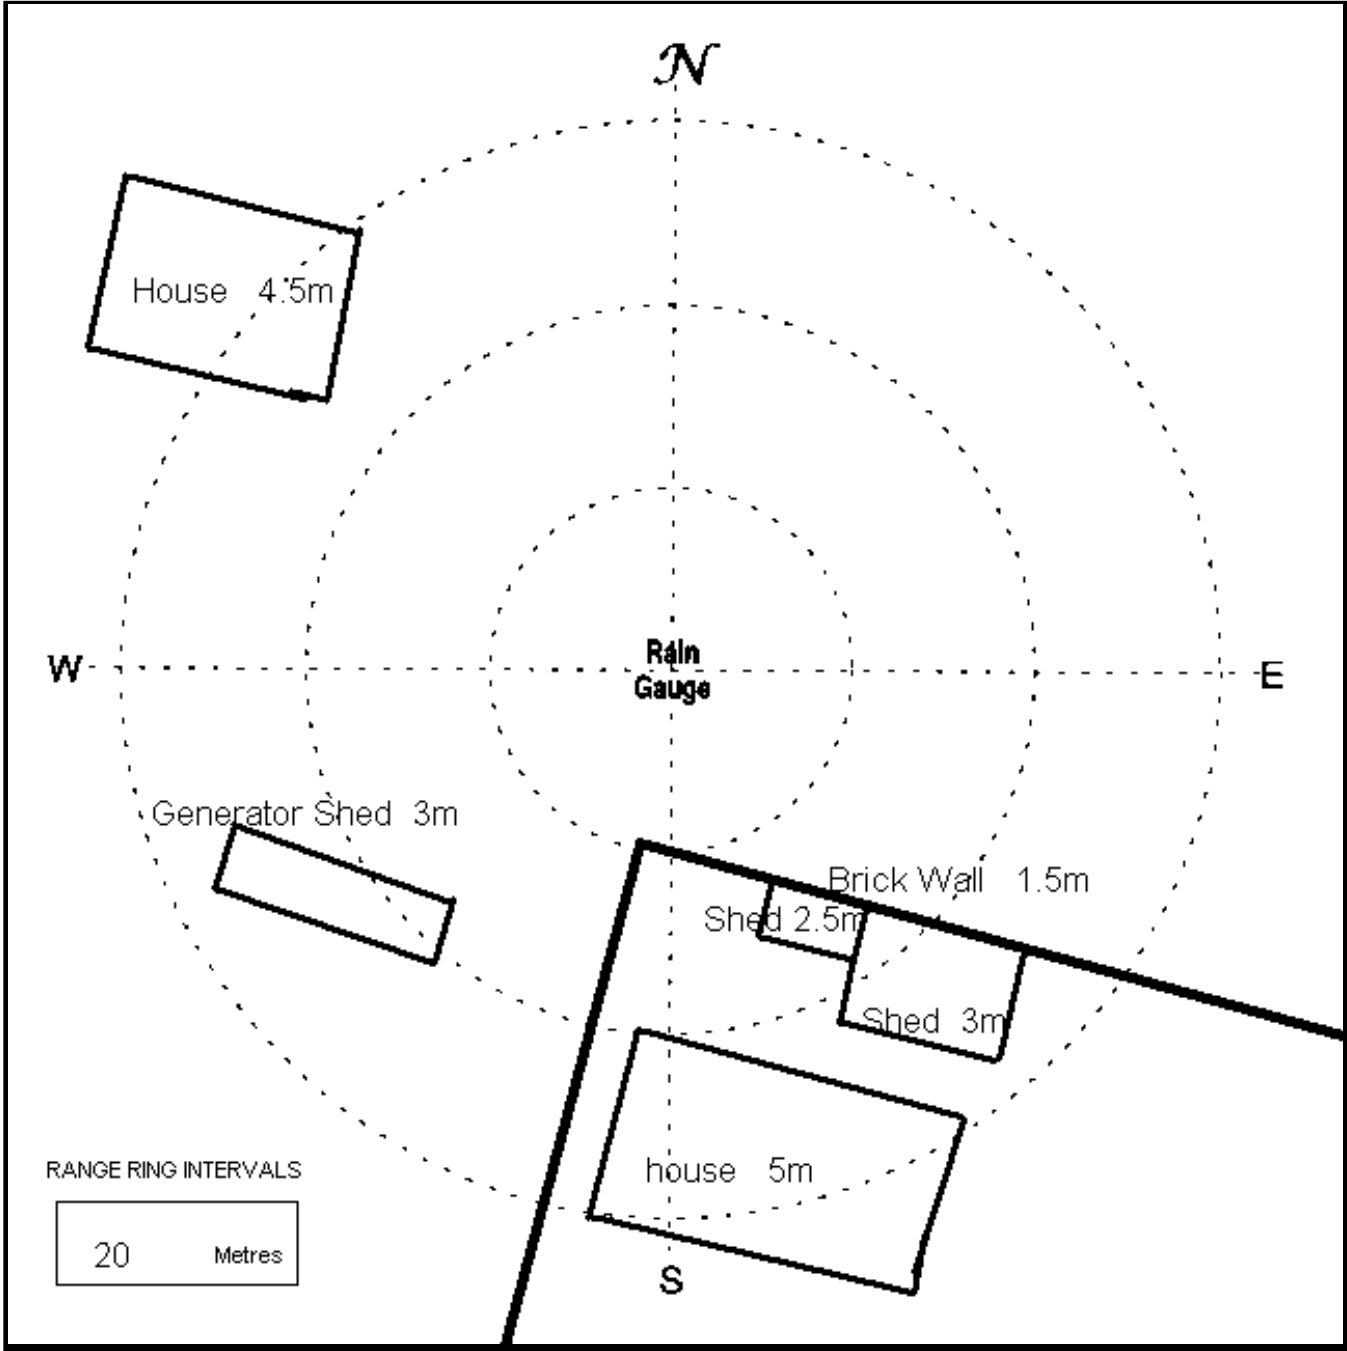 N
House 4.5m
Rain
Gauge
W
E
Generator Shed 3m
Brick Wall 1.5m
Shed 2.5m
Shed 3m
RANGE RING INTERVALS
house 5m
20 Metres
S